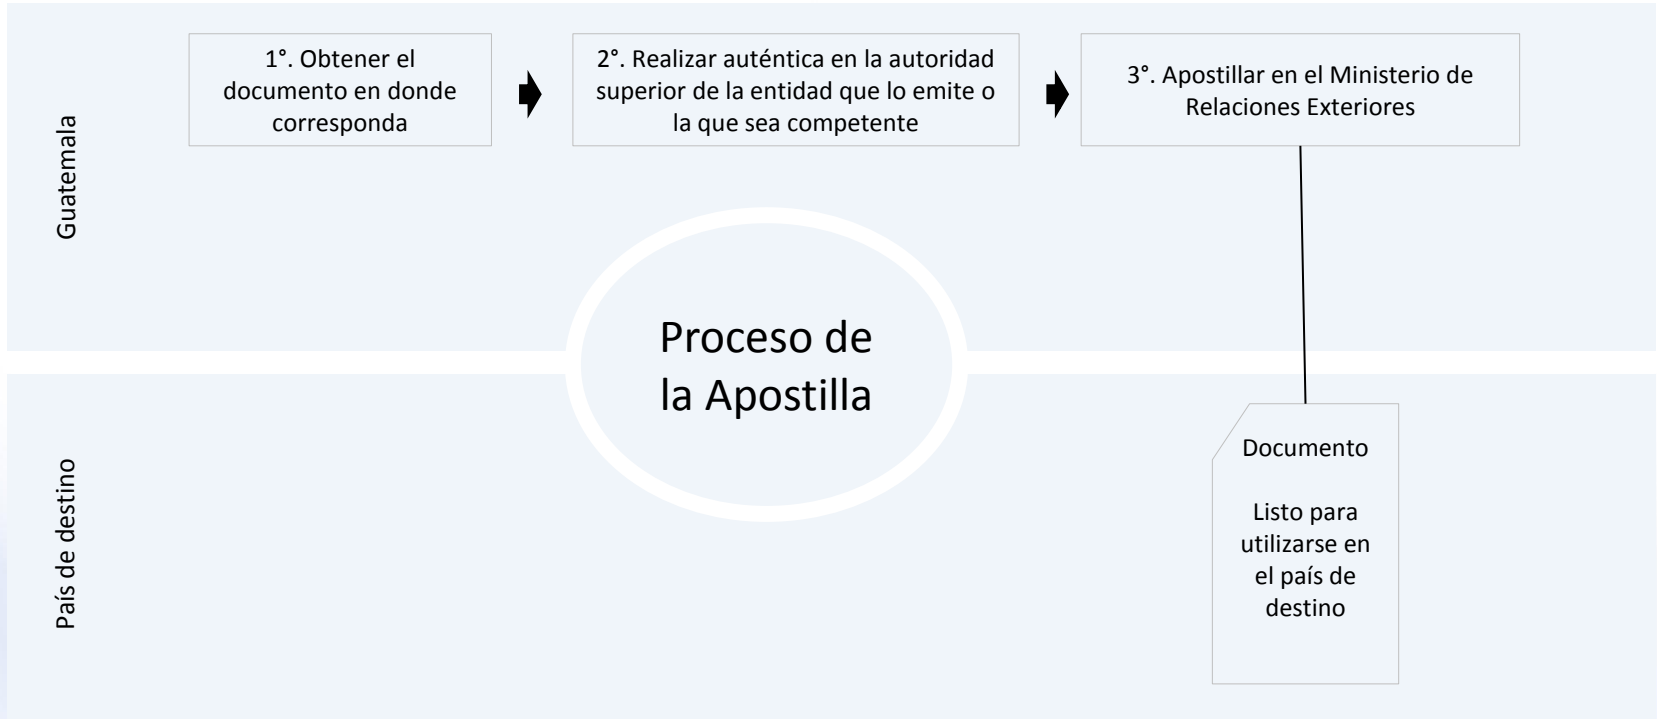 1°. Obtener el
documento en donde
corresponda
2°. Realizar auténtica en la autoridad
superior de la entidad que lo emite o
la que sea competente
3°. Apostillar en el Ministerio de
Relaciones Exteriores
Guatemala
Proceso de
la Apostilla
País de destino
Documento
Listo para
utilizarse en
el país de
destino